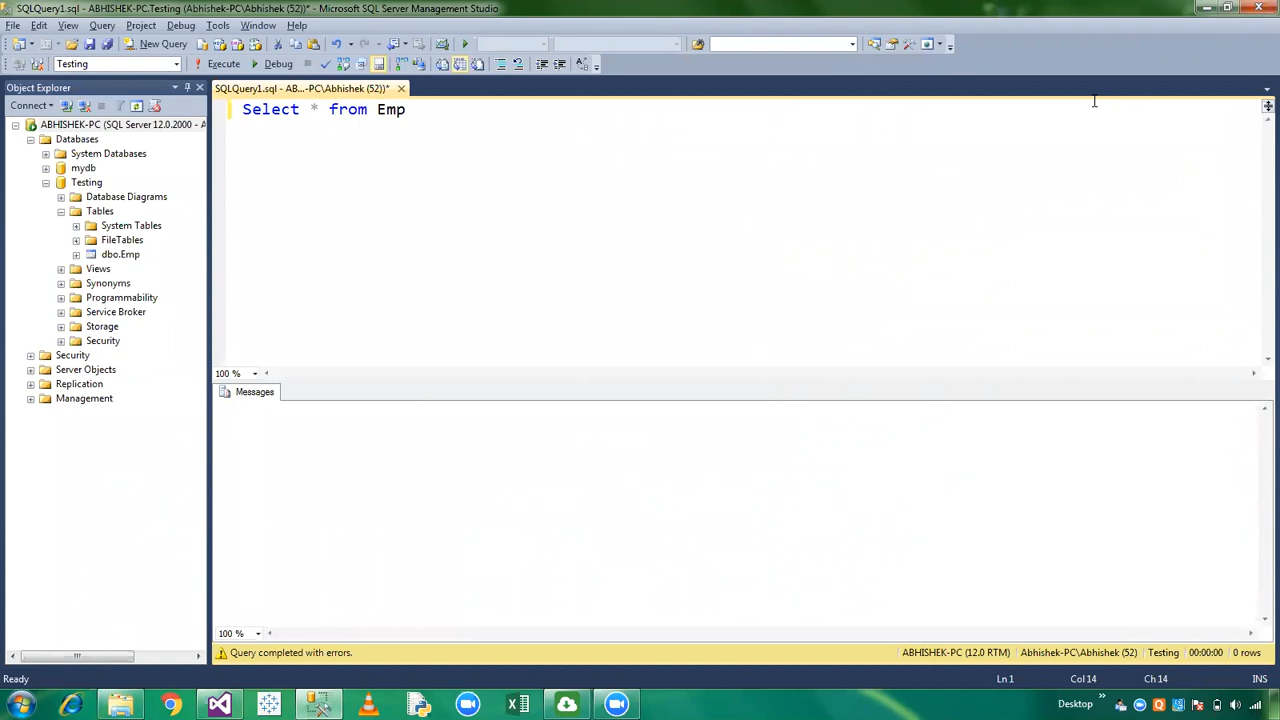 SQLQuery1.sql - ABHISHEK-PC.Testing (Abhishek-PC\Abhishek (52))* - Microsoft SQL Server Management Studio
File Edit View Query Project Debug Tools Window Help
New Query
Testing Execute Debug
Object Explorer
Connect
ABHISHEK-PC (SQL Server 12.0.2000 - A
Databases
System Databases
mydb
Testing
Database Diagrams
Tables
System Tables
FileTables
dbo.Emp
Views
Synonyms
Programmability
Service Broker
Storage
Security
Security
Server Objects
Replication
Management
SQLQuery1.sql - AB...-PC\Abhishek (52))*
Select * from Emp
100 %
Messages
100 %
Query completed with errors. ABHISHEK-PC (12.0 RTM) Abhishek-PC\Abhishek (52) Testing 00:00:00 0 rows
Ready Ln 1 Col 14 Ch 14 INS
Desktop